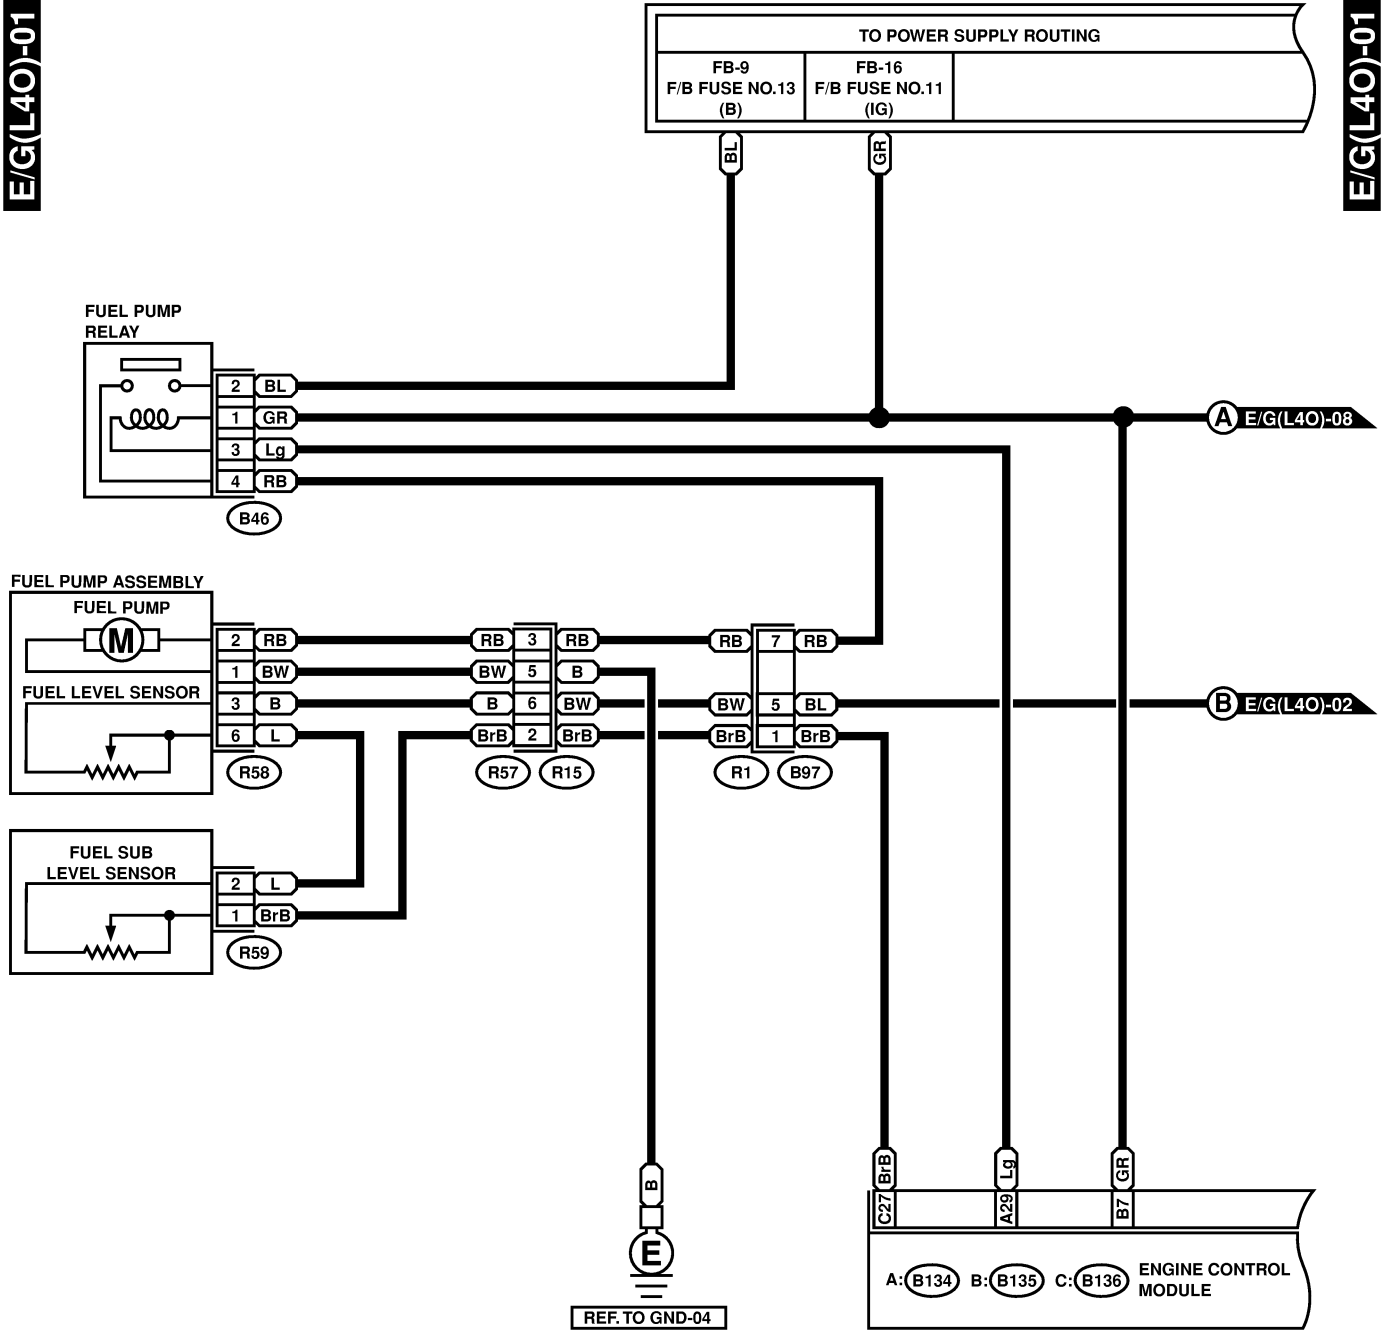 E/G(L4O)-01
E/G(L4O)-01
TO POWER SUPPLY ROUTING
FB-9
F/B FUSE NO.13
(B)
FB-16
F/B FUSE NO.11
(IG)
BL
GR
FUEL PUMP
RELAY
2 BL
1 GR
3 Lg
4 RB
B46
A E/G(L4O)-08
FUEL PUMP ASSEMBLY
FUEL PUMP
M
2 RB
RB 3 RB
RB 7 RB
1 BW
BW 5 B
FUEL LEVEL SENSOR
3 B
B 6 BW
BW 5 BL
B E/G(L4O)-02
6 L
BrB 2 BrB
BrB 1 BrB
R58
R57
R15
R1
B97
FUEL SUB
LEVEL SENSOR
2 L
1 BrB
R59
B
E
REF. TO GND-04
BrB
Lg
GR
C27
A29
B7
A: B134 B: B135 C: B136
ENGINE CONTROL
MODULE